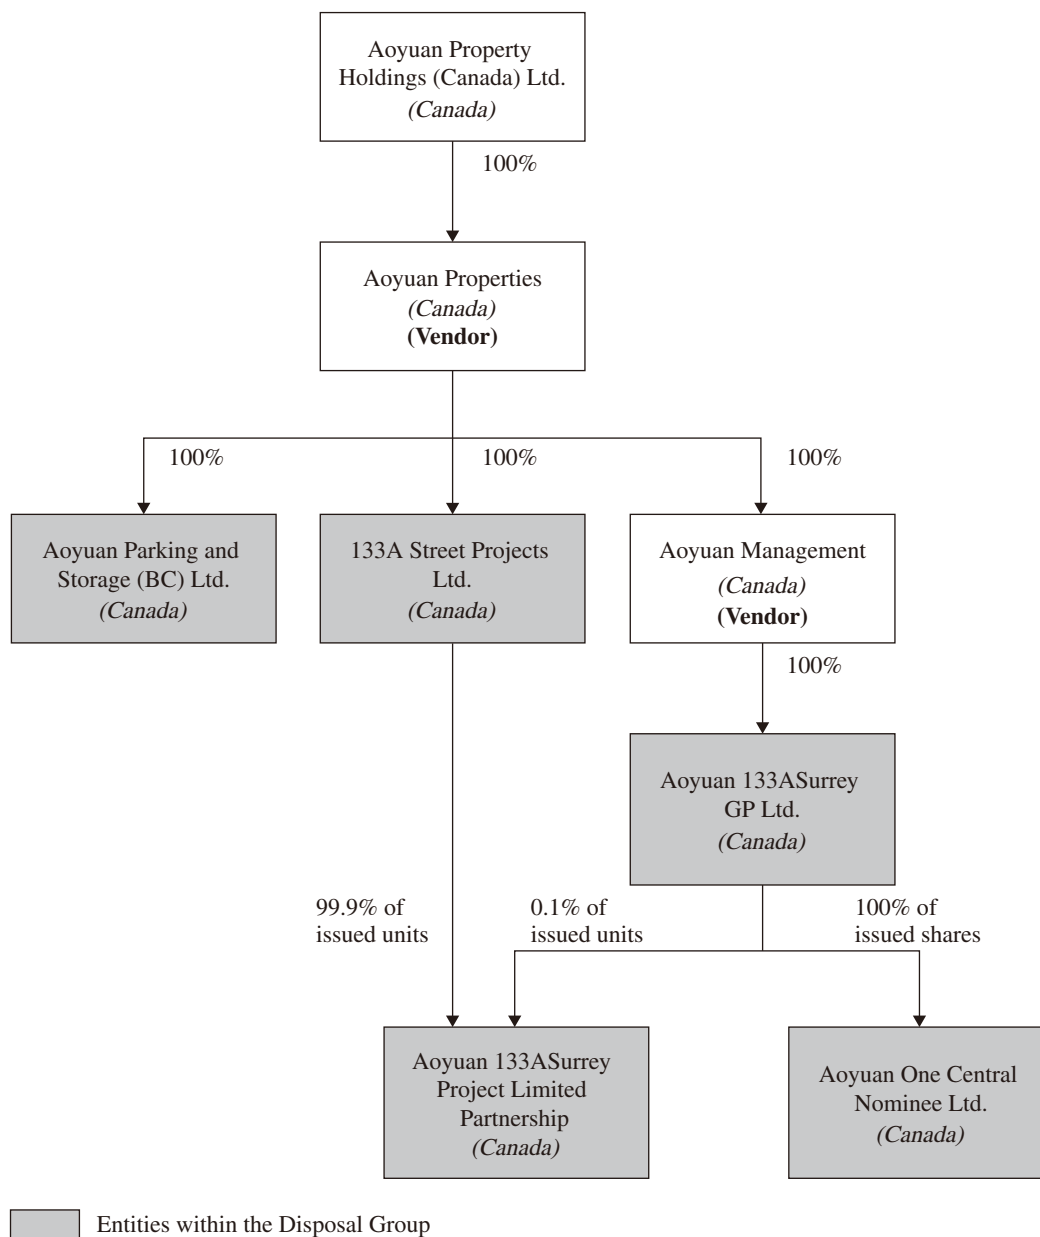 Aoyuan Property
Holdings (Canada) Ltd.
(Canada)
100%
Aoyuan Properties
(Canada)
(Vendor)
100%
100%
100%
Aoyuan Parking and
Storage (BC) Ltd.
(Canada)
133A Street Projects
Ltd.
(Canada)
Aoyuan Management
(Canada)
(Vendor)
100%
Aoyuan 133ASurrey
GP Ltd.
(Canada)
99.9% of
issued units
0.1% of
issued units
100% of
issued shares
Aoyuan 133ASurrey
Project Limited
Partnership
(Canada)
Aoyuan One Central
Nominee Ltd.
(Canada)
Entities within the Disposal Group